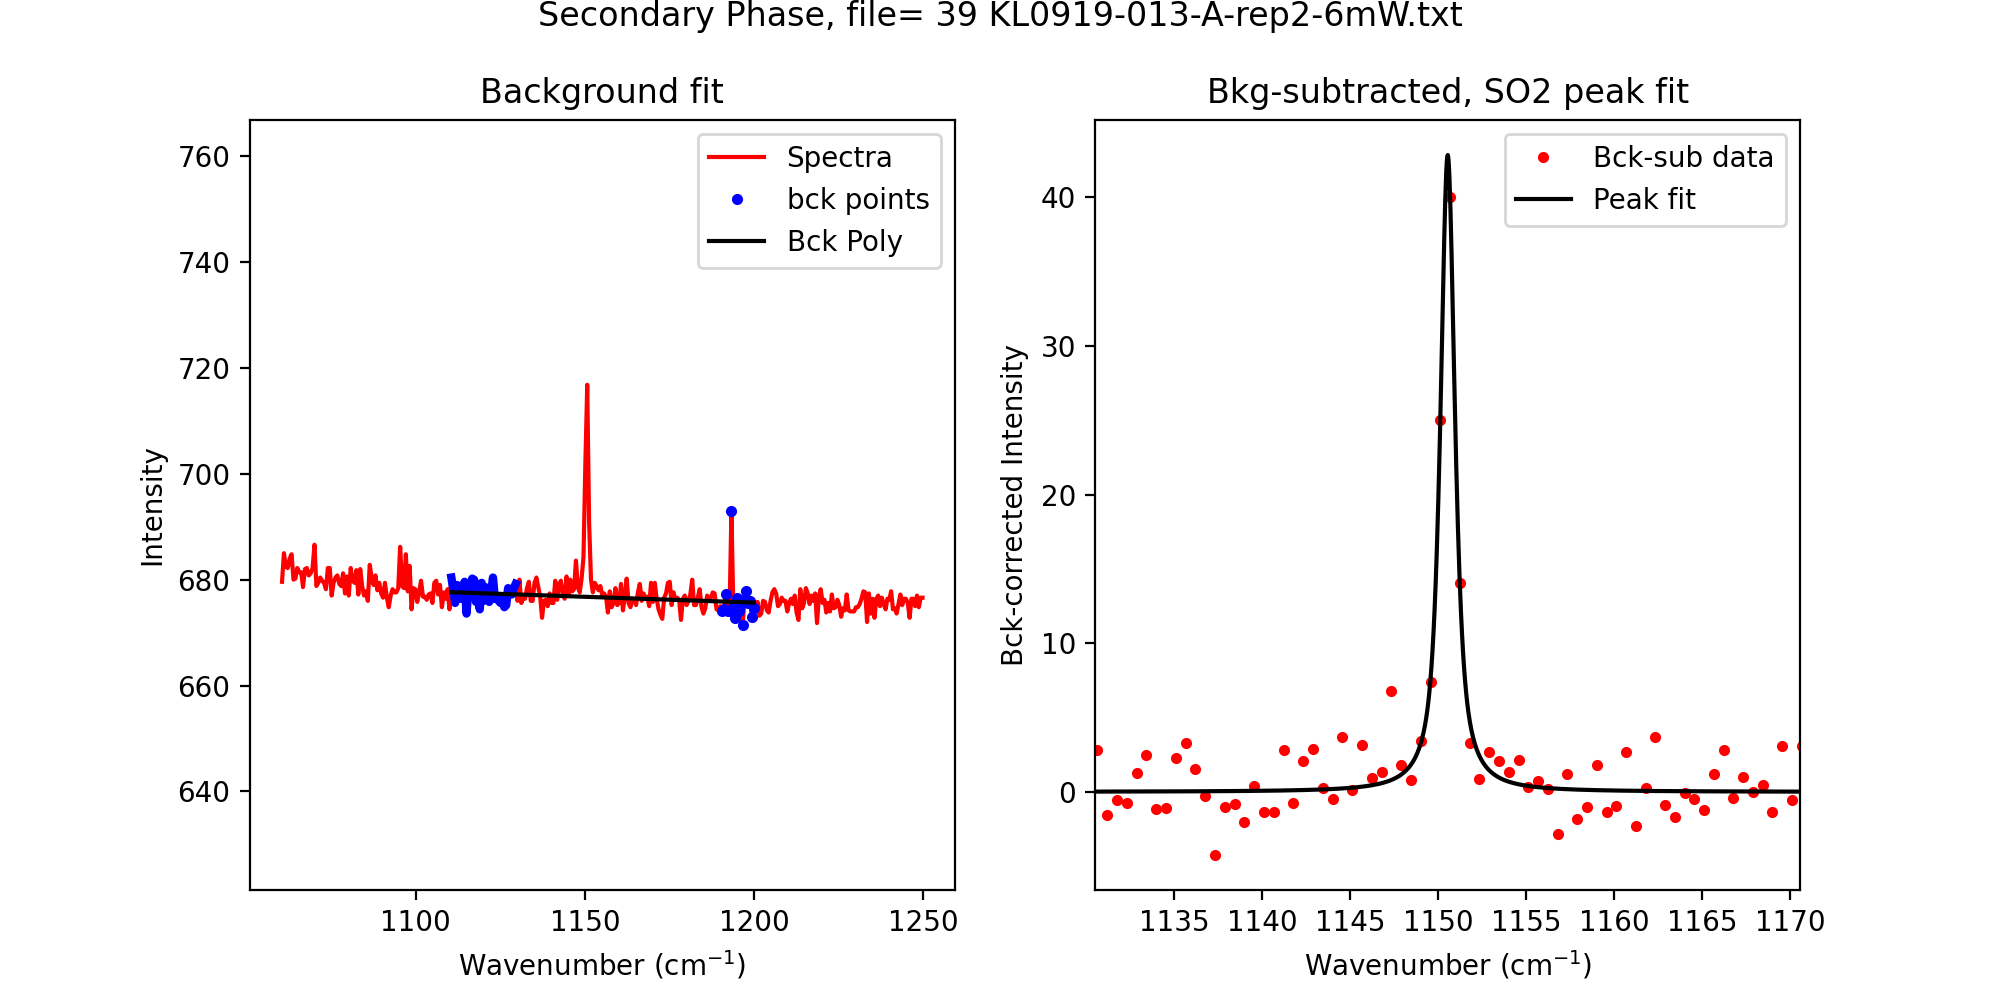 Secondary Phase, file= 39 KL0919-013-A-rep2-6mW.txt
Background fit
Spectra
bck points
Bck Poly
760
740
720
700
680
660
640
Intensity
1100 1150 1200 1250
Wavenumber (cm⁻¹)
Bkg-subtracted, SO2 peak fit
Bck-sub data
Peak fit
40
30
20
10
0
Bck-corrected Intensity
1135 1140 1145 1150 1155 1160 1165 1170
Wavenumber (cm⁻¹)